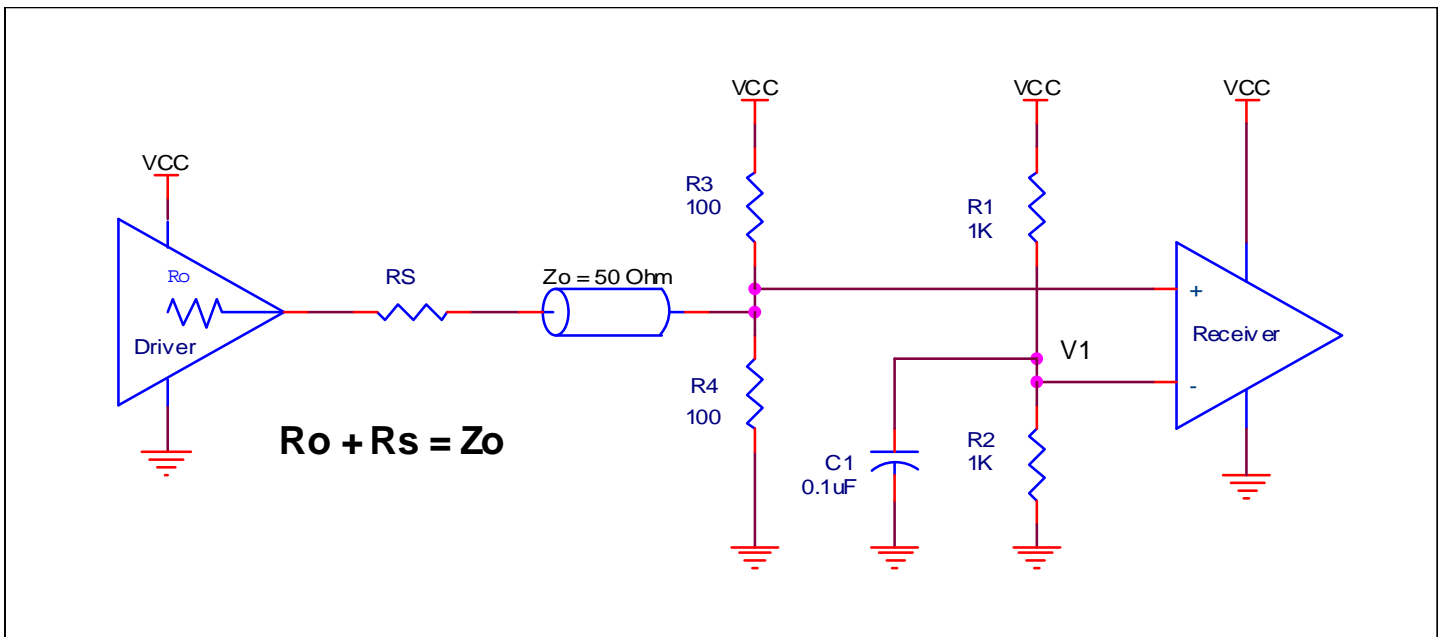 VCC
VCC
VCC
VCC
R3
100
R1
1K
Ro
RS
Zo = 50 Ohm
+
Driver
Receiver
V1
R4
100
-
Ro + Rs = Zo
C1
0.1uF
R2
1K